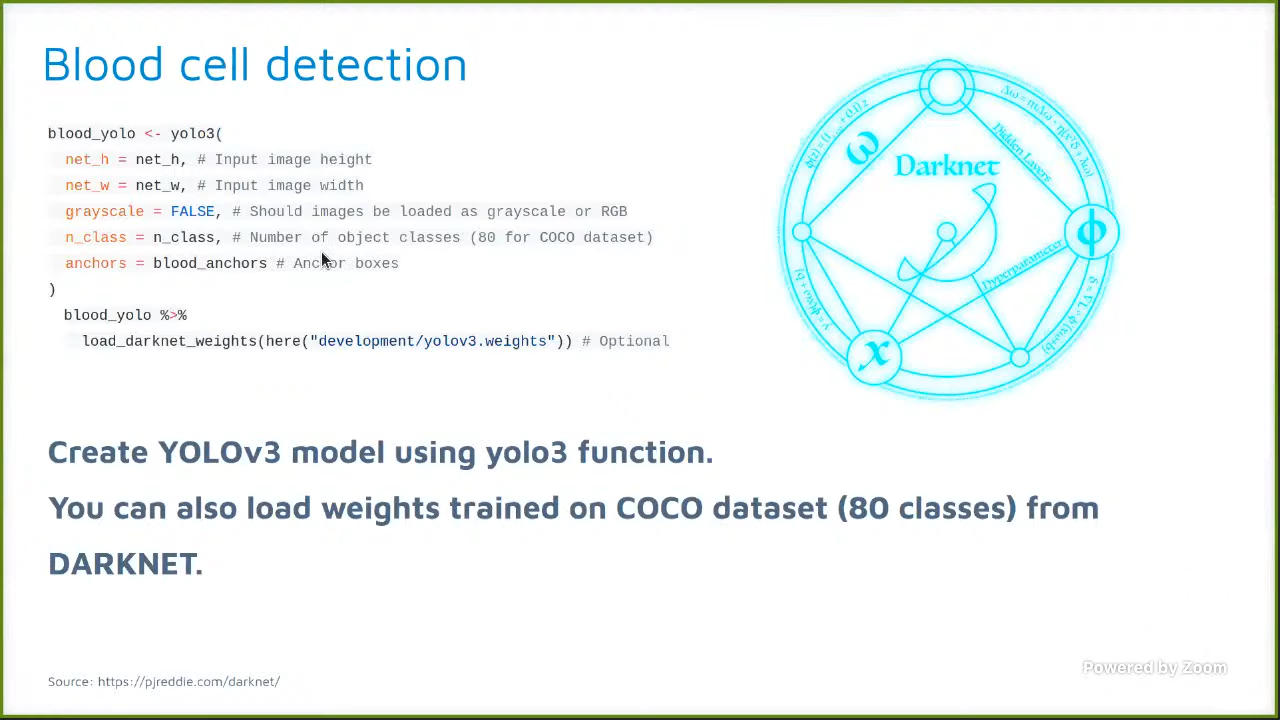 Blood cell detection
blood_yolo <- yolo3(
net_h = net_h, # Input image height
net_w = net_w, # Input image width
grayscale = FALSE, # Should images be loaded as grayscale or RGB
n_class = n_class, # Number of object classes (80 for COCO dataset)
anchors = blood_anchors # Anchor boxes
)
blood_yolo %>%
load_darknet_weights(here("development/yolov3.weights")) # Optional
Darknet
Hidden Layers
Hyperparameter
ω
ϕ
x
Create YOLOv3 model using yolo3 function.
You can also load weights trained on COCO dataset (80 classes) from
DARKNET.
Source: https://pjreddie.com/darknet/
Powered by Zoom